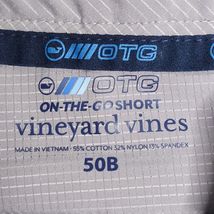 OTG
OTG
ON-THE-GO SHORT
vineyard vines
MADE IN VIETNAM • 55% COTTON 32% NYLON 13% SPANDEX
50B